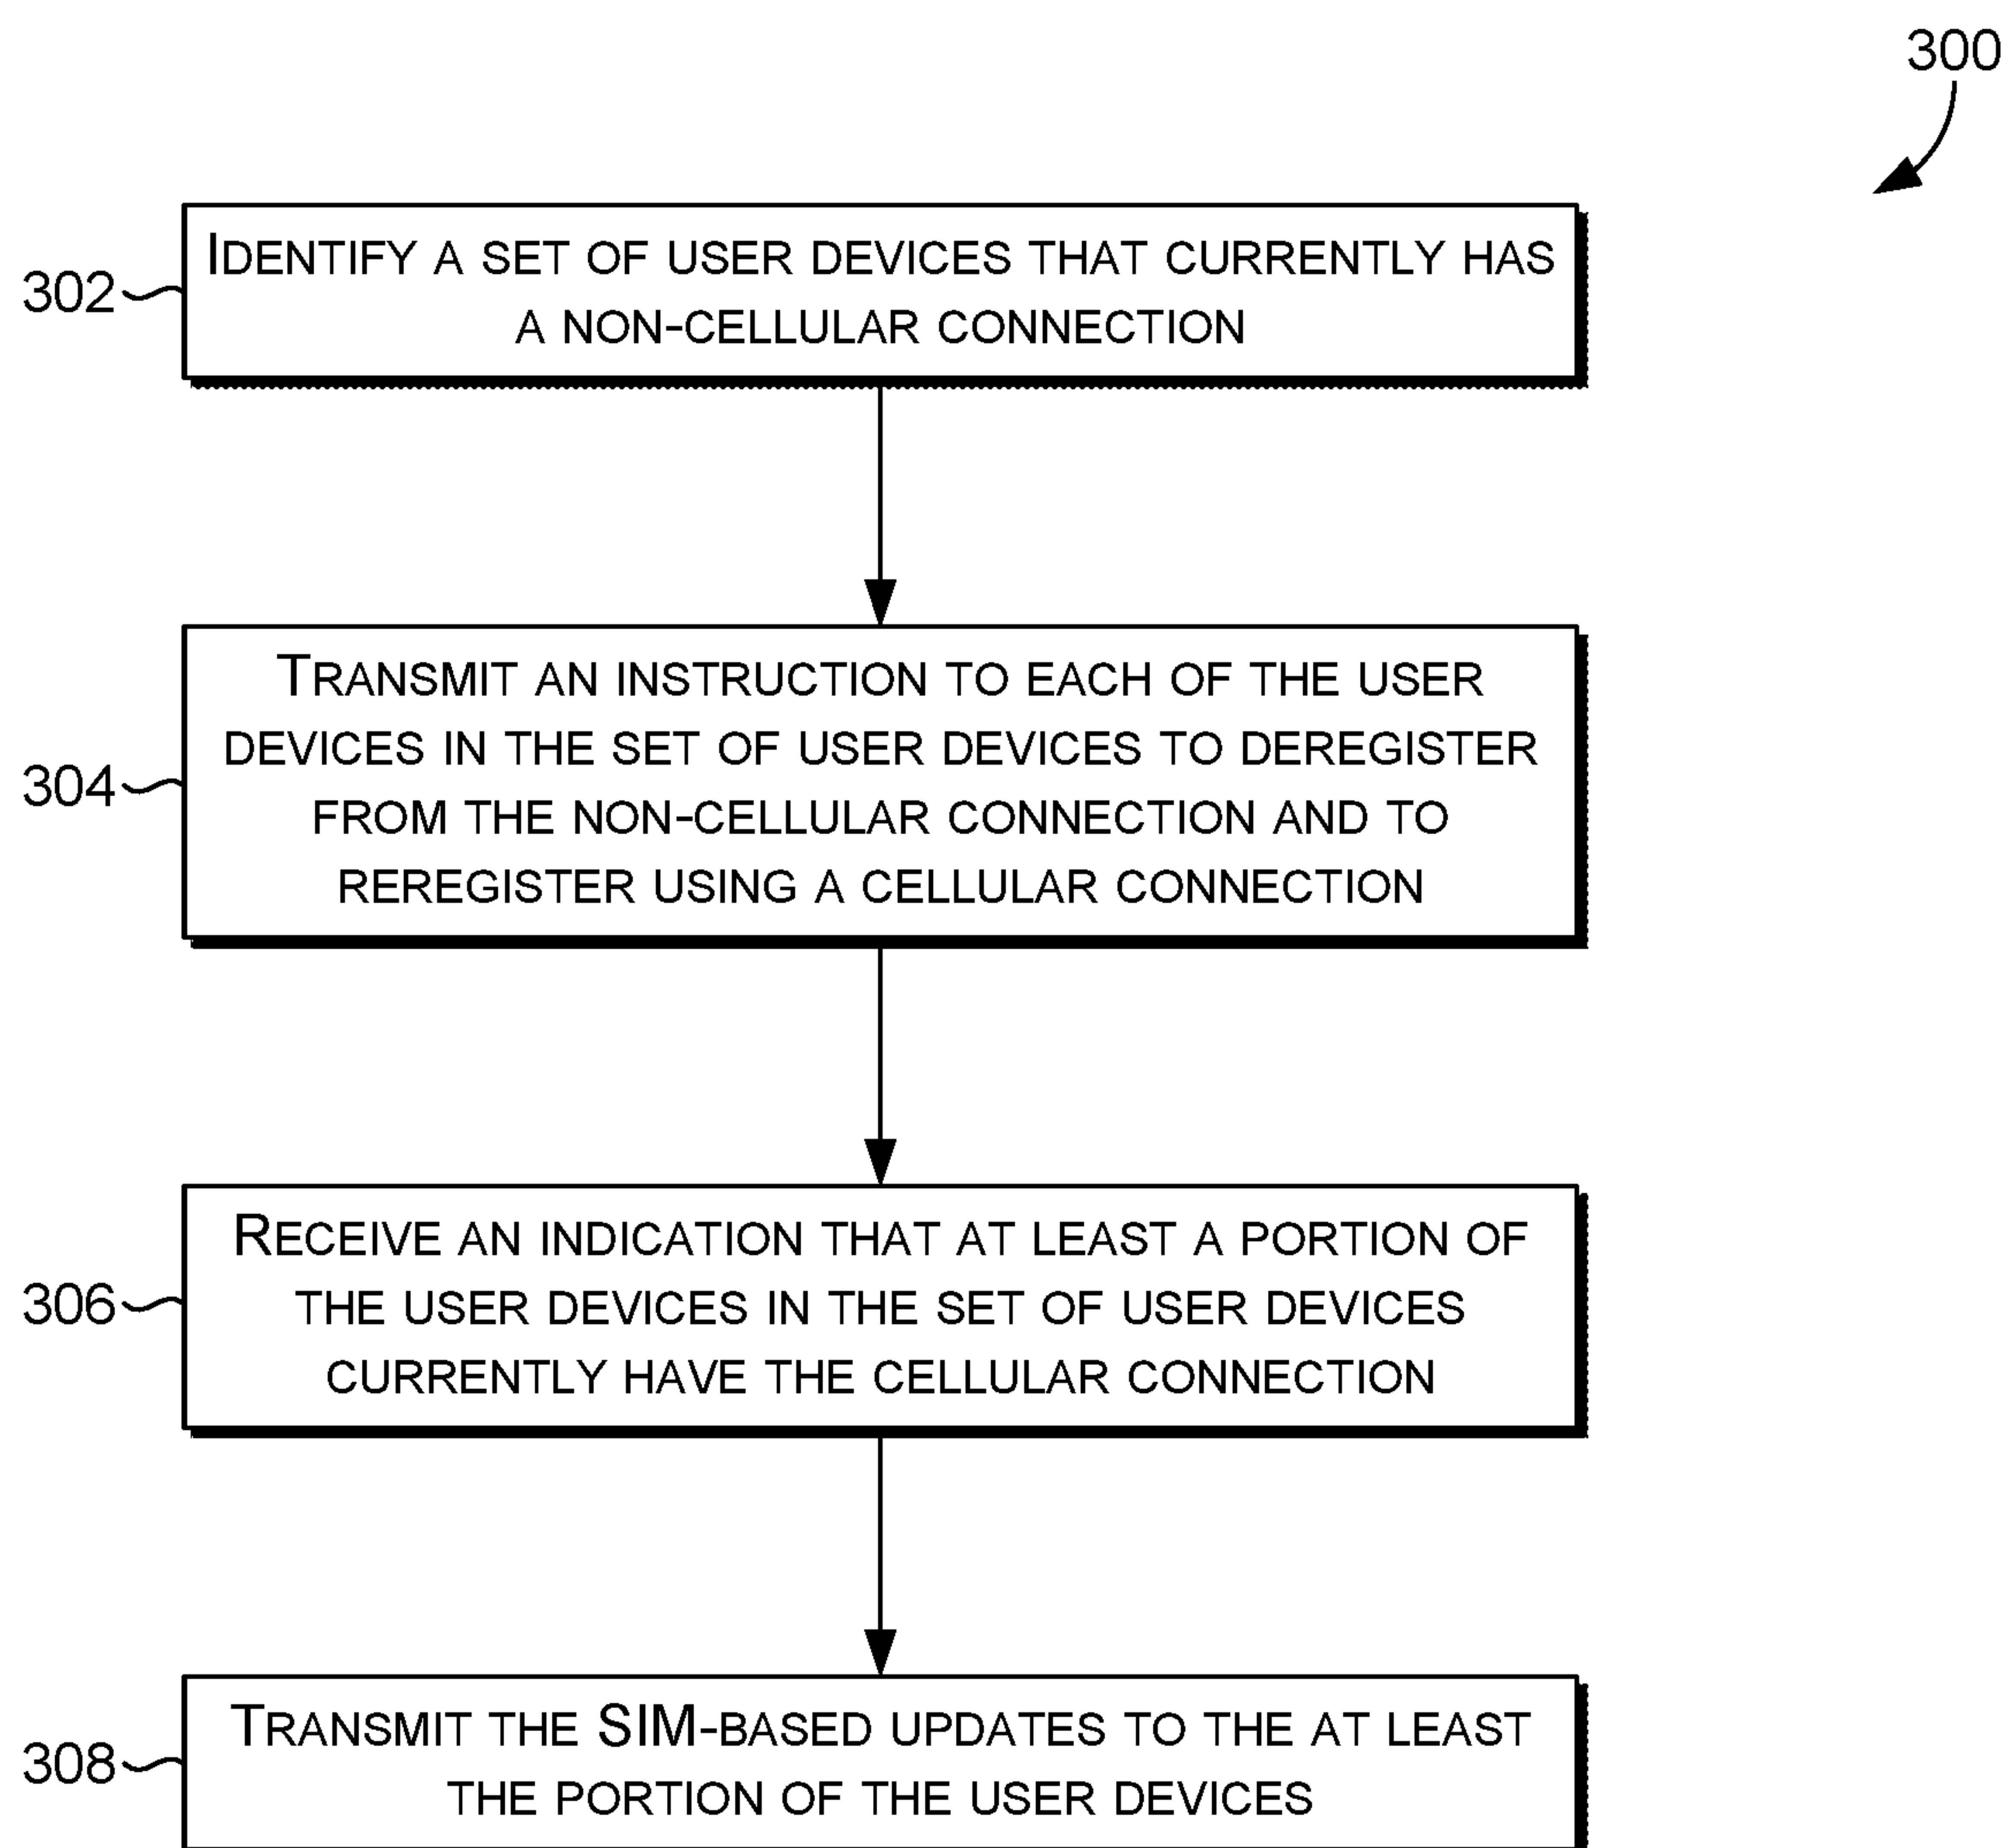 300
302
IDENTIFY A SET OF USER DEVICES THAT CURRENTLY HAS
A NON-CELLULAR CONNECTION
304
TRANSMIT AN INSTRUCTION TO EACH OF THE USER
DEVICES IN THE SET OF USER DEVICES TO DEREGISTER
FROM THE NON-CELLULAR CONNECTION AND TO
REREGISTER USING A CELLULAR CONNECTION
306
RECEIVE AN INDICATION THAT AT LEAST A PORTION OF
THE USER DEVICES IN THE SET OF USER DEVICES
CURRENTLY HAVE THE CELLULAR CONNECTION
308
TRANSMIT THE SIM-BASED UPDATES TO THE AT LEAST
THE PORTION OF THE USER DEVICES